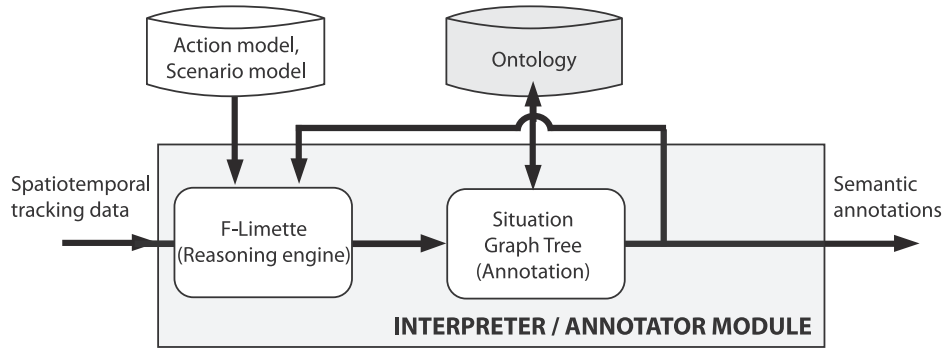 Action model,
Scenario model
Ontology
Spatiotemporal
tracking data
F-Limette
(Reasoning engine)
Situation
Graph Tree
(Annotation)
Semantic
annotations
INTERPRETER / ANNOTATOR MODULE